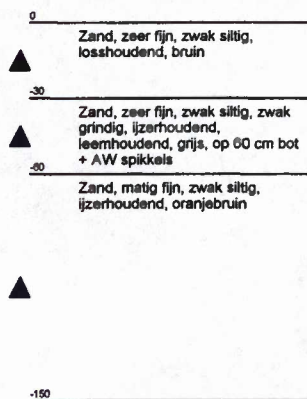 0
Zand, zeer fijn, zwak siltig,
losshoudend, bruin
-30
Zand, zeer fijn, zwak siltig, zwak
grindig, ijzerhoudend,
leemhoudend, grijs, op 60 cm bot
+ AW spikkels
-60
Zand, matig fijn, zwak siltig,
ijzerhoudend, oranjebruin
-150